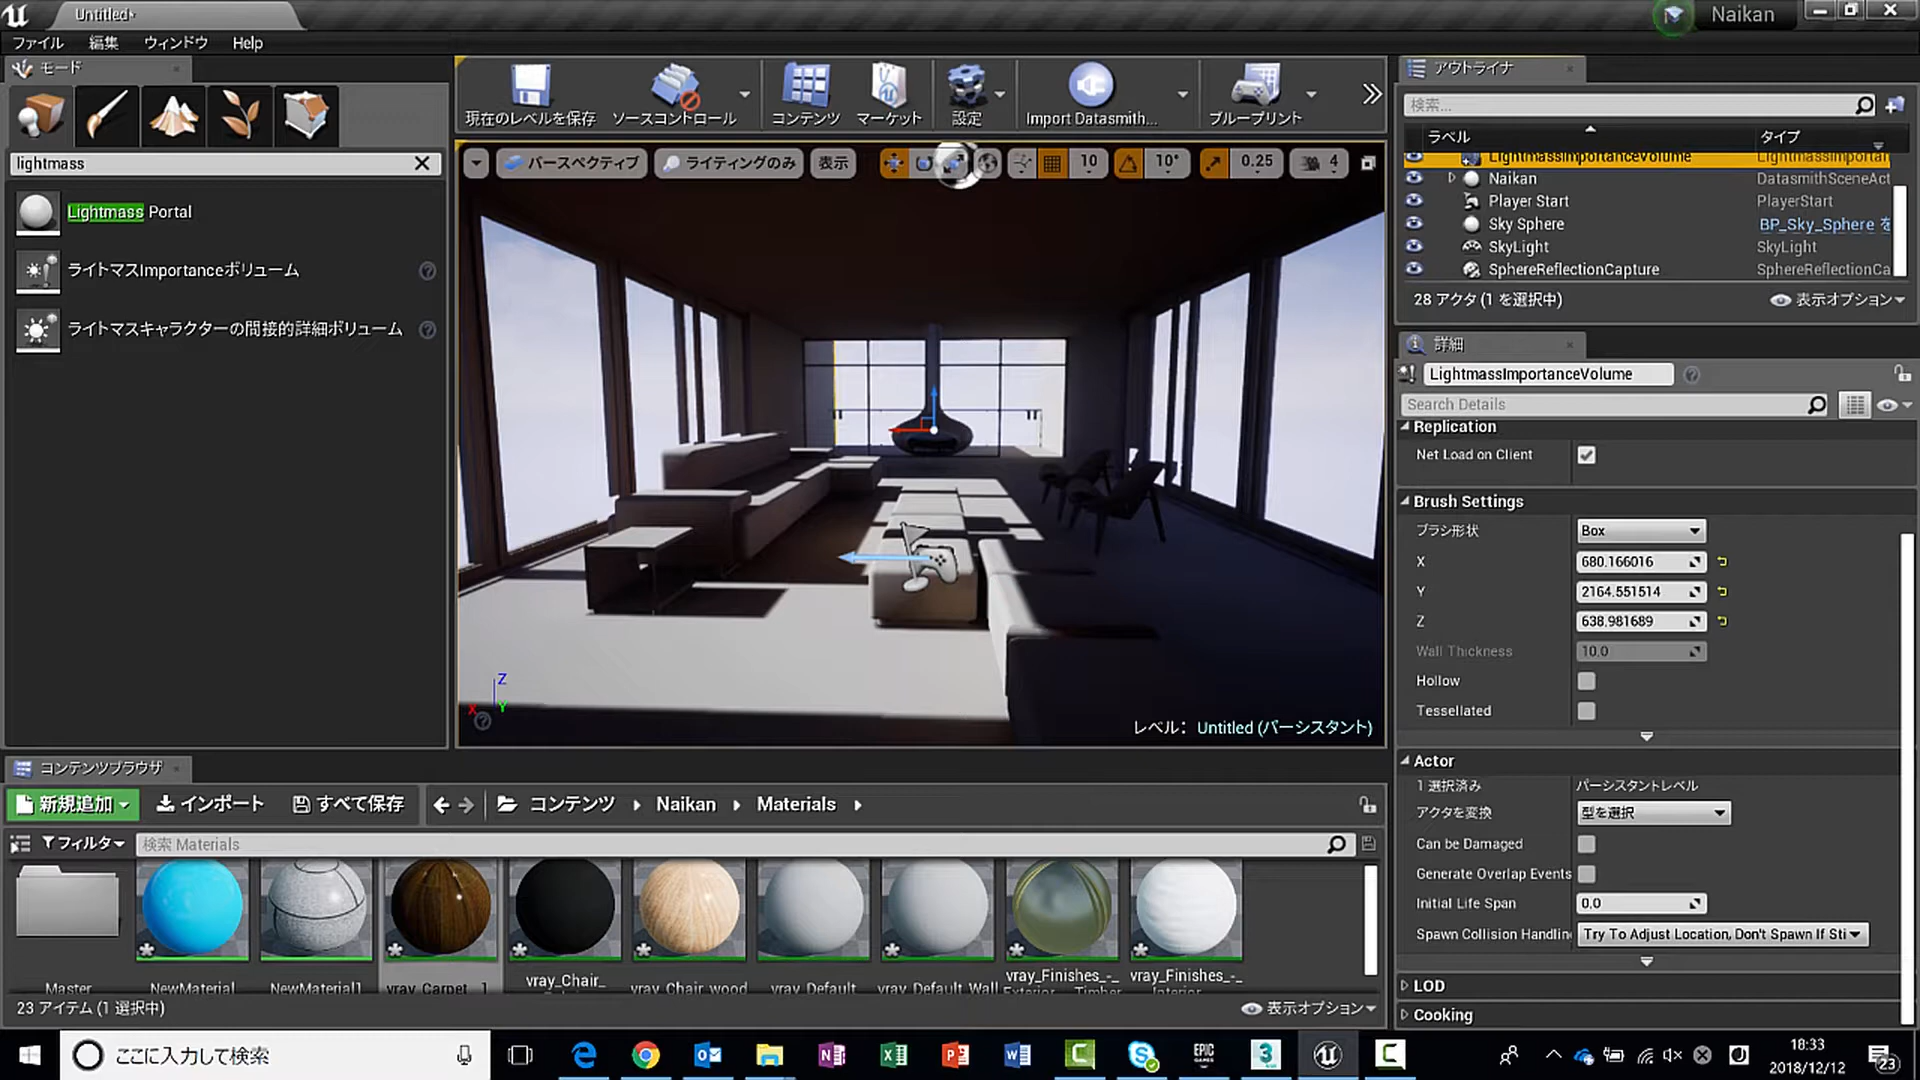 Untitled*
Naikan
ファイル 編集 ウィンドウ Help
モード
アウトライナ
現在のレベルを保存 ソースコントロール コンテンツ マーケット 設定 Import Datasmith... ブループリント
検索...
ラベル タイプ
lightmass
パースペクティブ ライティングのみ 表示 10 10° 0.25 4
LightmassImportanceVolume LightmassImportan
Naikan DatasmithSceneAct
Player Start PlayerStart
Sky Sphere BP_Sky_Sphere を
SkyLight SkyLight
SphereReflectionCapture SphereReflectionCa
28 アクタ (1 を選択中) 表示オプション
Lightmass Portal
ライトマスImportanceボリューム
ライトマスキャラクターの間接的詳細ボリューム
詳細
LightmassImportanceVolume
Search Details
Replication
Net Load on Client
Brush Settings
ブラシ形状 Box
X 680.166016
Y 2164.551514
Z 638.981689
Wall Thickness 10.0
Hollow
Tessellated
Z
X Y
レベル： Untitled (パーシスタント)
Actor
1 選択済み パーシスタントレベル
アクタを変換 型を選択
Can be Damaged
Generate Overlap Events
Initial Life Span 0.0
Spawn Collision Handlin Try To Adjust Location, Don't Spawn If Sti
LOD
Cooking
コンテンツブラウザ
新規追加 インポート すべて保存 コンテンツ Naikan Materials
フィルタ 検索 Materials
Master NewMaterial NewMaterial1 vray_Carpet_1 vray_Chair_ vray_Chair_wood vray_Default vray_Default_Wall vray_Finishes_-_ vray_Finishes_-_
Exterior Timber Interior
23 アイテム (1 選択中) 表示オプション
ここに入力して検索
EPIC GAMES
18:33
2018/12/12
23